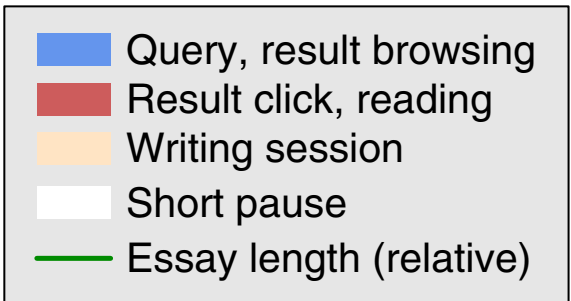 Query, result browsing
Result click, reading
Writing session
Short pause
Essay length (relative)